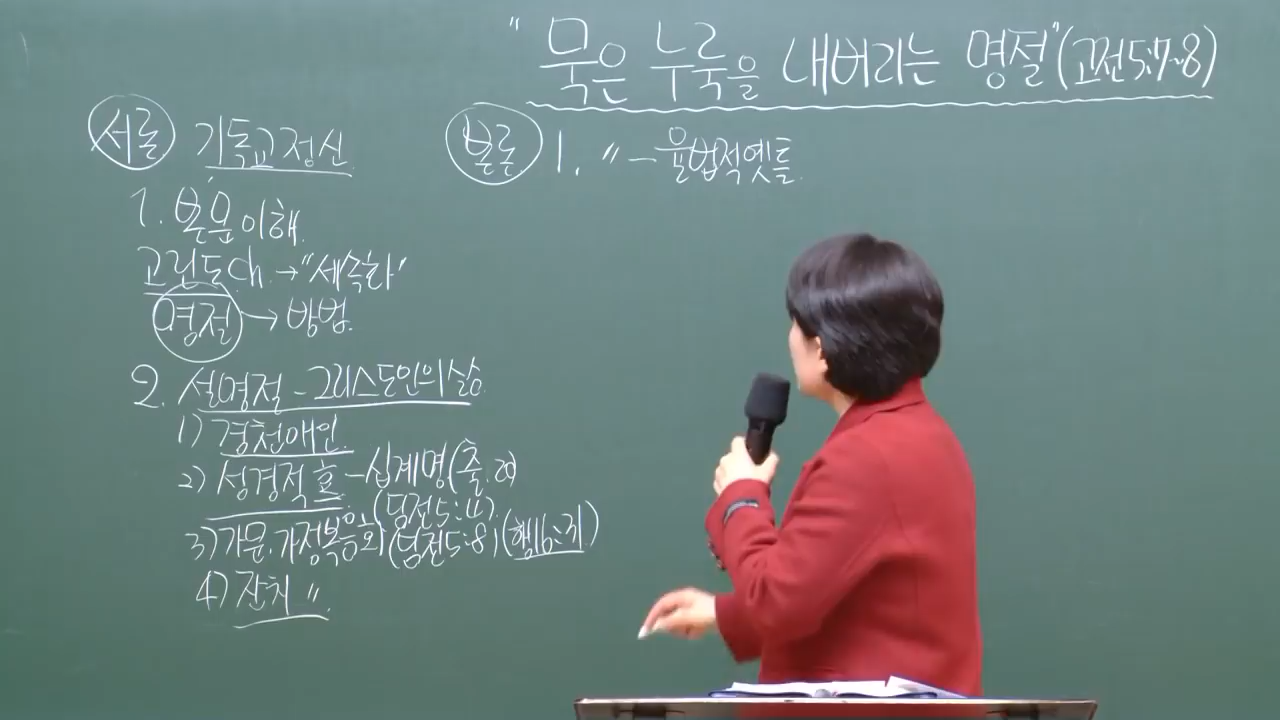 "묵은 누룩을 내버리는 명절"(고전5:7~8)
서론 기독교정신
1. 본문이해.
고린도ch. →"세속화"
명절 → 방법.
2. 설명절 - 그리스도인의삶
1) 경천애인.
2) 성경적효 - 십계명(출.20)
(딤전5:4).
3) 가문.가정복음화(딤전5:8),(행16:31)
4) 잔치 〃.
본론 1. 〃 - 율법적옛틀.